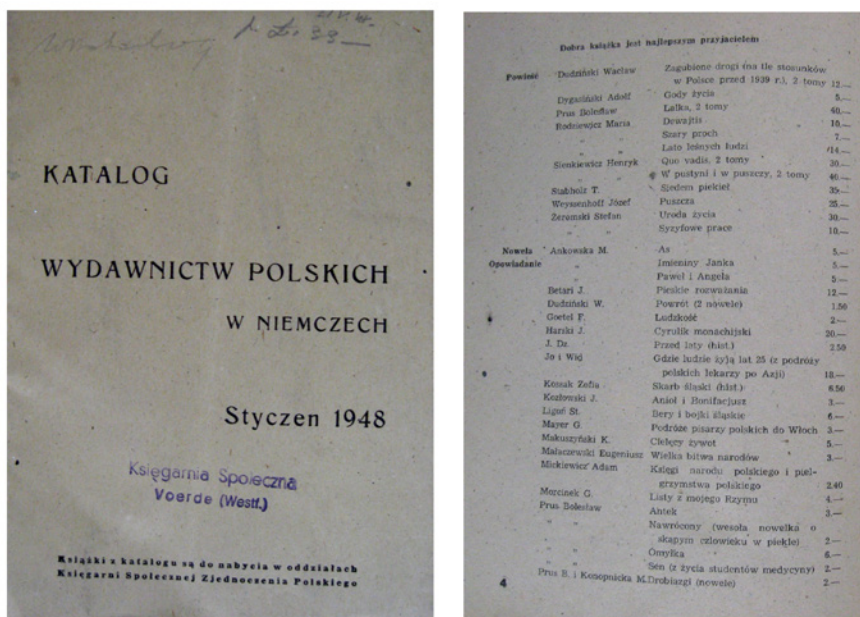 KATALOG
WYDAWNICTW POLSKICH
W NIEMCZECH
Styczen 1948
Księgarnia Społeczna
Voerde (Westf.)
Książki z katalogu są do nabycia w oddziałach
Księgarni Społecznej Zjednoczenia Polskiego
Dobra książka jest najlepszym przyjacielem
Powieść Dudziński Wacław Zagubione drogi (na tle stosunków
w Polsce przed 1939 r.), 2 tomy 12.—
Dygasiński Adolf Gody życia 5.—
Prus Bolesław Lalka, 2 tomy 40.—
Rodziewicz Maria Dewajtis 10.—
" " Szary proch 7.—
" " Lato leśnych ludzi 14.—
Sienkiewicz Henryk Quo vadis, 2 tomy 30.—
" " W pustyni i w puszczy, 2 tomy 40.—
Stabholz T. Siedem piekieł 35.—
Weyssenhoff Józef Puszcza 25.—
Żeromski Stefan Uroda życia 30.—
" " Syzyfowe prace 10.—
Nowela Ankowska M. As 5.—
Opowiadanie " Imieniny Janka 5.—
" Paweł i Angela 5.—
Betari J. Pieskie rozważania 12.—
Dudziński W. Powrót (2 nowele) 1.50
Goetel F. Ludzkość 2.—
Harski J. Cyrulik monachijski 20.—
J. Dz. Przed laty (hist.) 2.50
Jo i Wid Gdzie ludzie żyją lat 25 (z podróży
polskich lekarzy po Azji) 18.—
Kossak Zofia Skarb śląski (hist.) 6.50
Kozłowski J. Anioł i Bonifacjusz 3.—
Ligoń St. Bery i bojki śląskie 6.—
Mayer G. Podróże pisarzy polskich do Włoch 3.—
Makuszyński K. Cielęcy żywot 5.—
Małaczewski Eugeniusz Wielka bitwa narodów 3.—
Mickiewicz Adam Księgi narodu polskiego i piel-
grzymstwa polskiego 2.40
Morcinek G. Listy z mojego Rzymu 4.—
Prus Bolesław Antek 3.—
" " Nawrócony (wesoła nowelka o
skąpym człowieku w piekle) 2.—
" " Omyłka 6.—
" " Sen (z życia studentów medycyny) 2.—
Prus B. i Konopnicka M. Drobiazgi (nowele) 2.—
4